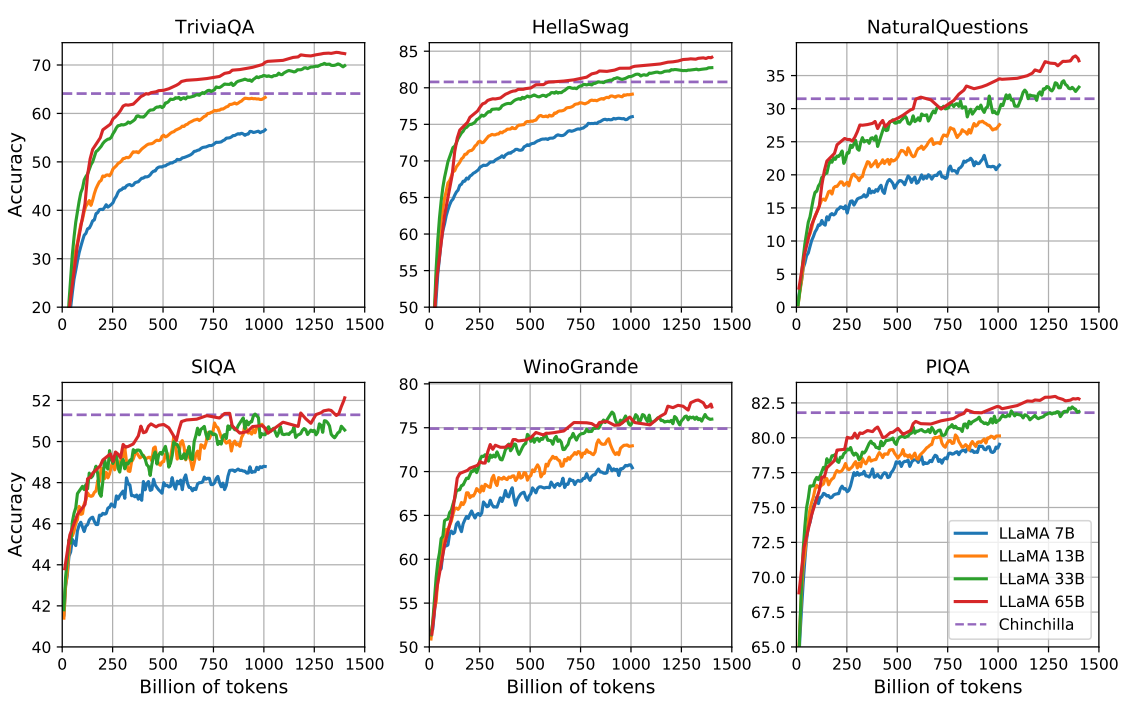 TriviaQA
Accuracy
70
60
50
40
30
20
0 250 500 750 1000 1250 1500
HellaSwag
85
80
75
70
65
60
55
50
0 250 500 750 1000 1250 1500
NaturalQuestions
35
30
25
20
15
10
5
0
0 250 500 750 1000 1250 1500
SIQA
Accuracy
52
50
48
46
44
42
40
0 250 500 750 1000 1250 1500
Billion of tokens
WinoGrande
80
75
70
65
60
55
50
0 250 500 750 1000 1250 1500
Billion of tokens
PIQA
82.5
80.0
77.5
75.0
72.5
70.0
67.5
65.0
LLaMA 7B
LLaMA 13B
LLaMA 33B
LLaMA 65B
Chinchilla
0 250 500 750 1000 1250 1500
Billion of tokens